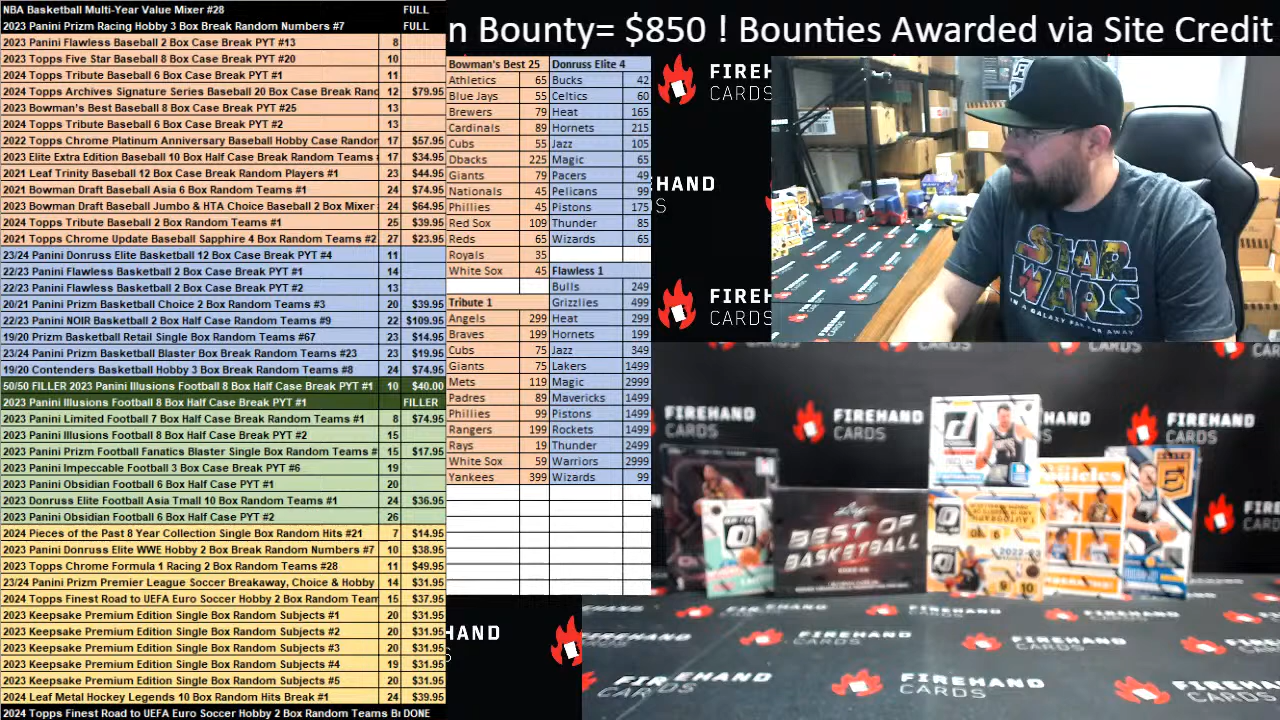 n Bounty= $850 ! Bounties Awarded via Site Credit
NBA Basketball Multi-Year Value Mixer #28 FULL
2023 Panini Prizm Racing Hobby 3 Box Break Random Numbers #7 FULL
2023 Panini Flawless Baseball 2 Box Case Break PYT #13 8
2023 Topps Five Star Baseball 8 Box Case Break PYT #20 10
2024 Topps Tribute Baseball 6 Box Case Break PYT #1 11
2024 Topps Archives Signature Series Baseball 20 Box Case Break Ranc 12 $79.95
2023 Bowman's Best Baseball 8 Box Case Break PYT #25 13
2024 Topps Tribute Baseball 6 Box Case Break PYT #2 13
2022 Topps Chrome Platinum Anniversary Baseball Hobby Case Randon 17 $57.95
2023 Elite Extra Edition Baseball 10 Box Half Case Break Random Teams 17 $34.95
2021 Leaf Trinity Baseball 12 Box Case Break Random Players #1 23 $44.95
2021 Bowman Draft Baseball Asia 6 Box Random Teams #1 24 $74.95
2023 Bowman Draft Baseball Jumbo & HTA Choice Baseball 2 Box Mixer 24 $64.95
2024 Topps Tribute Baseball 2 Box Random Teams #1 25 $39.95
2021 Topps Chrome Update Baseball Sapphire 4 Box Random Teams #2 27 $23.95
23/24 Panini Donruss Elite Basketball 12 Box Case Break PYT #4 11
22/23 Panini Flawless Basketball 2 Box Case Break PYT #1 14
22/23 Panini Flawless Basketball 2 Box Case Break PYT #2 13
20/21 Panini Prizm Basketball Choice 2 Box Random Teams #3 20 $39.95
22/23 Panini NOIR Basketball 2 Box Half Case Random Teams #9 22 $109.95
19/20 Prizm Basketball Retail Single Box Random Teams #67 23 $14.95
23/24 Panini Prizm Basketball Blaster Box Break Random Teams #23 23 $19.95
19/20 Contenders Basketball Hobby 3 Box Break Random Teams #8 24 $74.95
50/50 FILLER 2023 Panini Illusions Football 8 Box Half Case Break PYT #1 10 $40.00
2023 Panini Illusions Football 8 Box Half Case Break PYT #1 FILLER
2023 Panini Limited Football 7 Box Half Case Break Random Teams #1 8 $74.95
2023 Panini Illusions Football 8 Box Half Case Break PYT #2 15
2023 Panini Prizm Football Fanatics Blaster Single Box Random Teams # 15 $17.95
2023 Panini Impeccable Football 3 Box Case PYT #6 19
2023 Panini Obsidian Football 6 Box Half Case PYT #1 20
2023 Donruss Elite Football Asia Tmall 10 Box Random Teams #1 24 $36.95
2023 Panini Obsidian Football 6 Box Half Case PYT #2 26
2024 Pieces of the Past 8 Year Collection Single Box Random Hits #21 7 $14.95
2023 Panini Donruss Elite WWE Hobby 2 Box Break Random Numbers #7 10 $38.95
2023 Topps Chrome Formula 1 Racing 2 Box Random Teams #28 11 $49.95
23/24 Panini Prizm Premier League Soccer Breakaway, Choice & Hobby 14 $31.95
2024 Topps Finest Road to UEFA Euro Soccer Hobby 2 Box Random Team 15 $37.95
2023 Keepsake Premium Edition Single Box Random Subjects #1 20 $31.95
2023 Keepsake Premium Edition Single Box Random Subjects #2 20 $31.95
2023 Keepsake Premium Edition Single Box Random Subjects #3 20 $31.95
2023 Keepsake Premium Edition Single Box Random Subjects #4 19 $31.95
2023 Keepsake Premium Edition Single Box Random Subjects #5 20 $31.95
2024 Leaf Metal Hockey Legends 10 Box Random Hits Break #1 24 $39.95
2024 Topps Finest Road to UEFA Euro Soccer Hobby 2 Box Random Teams B DONE
Bowman's Best 25
Athletics 65
Blue Jays 55
Brewers 79
Cardinals 89
Cubs 55
Dbacks 225
Giants 79
Nationals 45
Phillies 45
Red Sox 109
Reds 65
Royals 35
White Sox 45
Tribute 1
Angels 299
Braves 199
Cubs 75
Giants 75
Mets 119
Padres 89
Phillies 99
Rangers 199
Rays 19
White Sox 59
Yankees 399
Donruss Elite 4
Bucks 42
Celtics 60
Heat 165
Hornets 215
Jazz 105
Magic 65
Pacers 49
Pelicans 99
Pistons 175
Thunder 85
Wizards 65
Flawless 1
Bulls 249
Grizzlies 499
Heat 299
Hornets 199
Jazz 349
Lakers 1499
Magic 2999
Mavericks 1499
Pistons 1499
Rockets 1499
Thunder 2499
Warriors 2999
Wizards 99
FIREH
CARDS
EHAND
S
FIREH
CARDS
STAR
WARS
IN A GALAXY FAR FAR AWAY
FIREHAND
CARDS
FIREHAND
CARDS
BEST OF
BASKETBALL
OPTIC
2022-23
ELITE
HAND
FIREHAND
CARDS
FIREHAND
CARDS